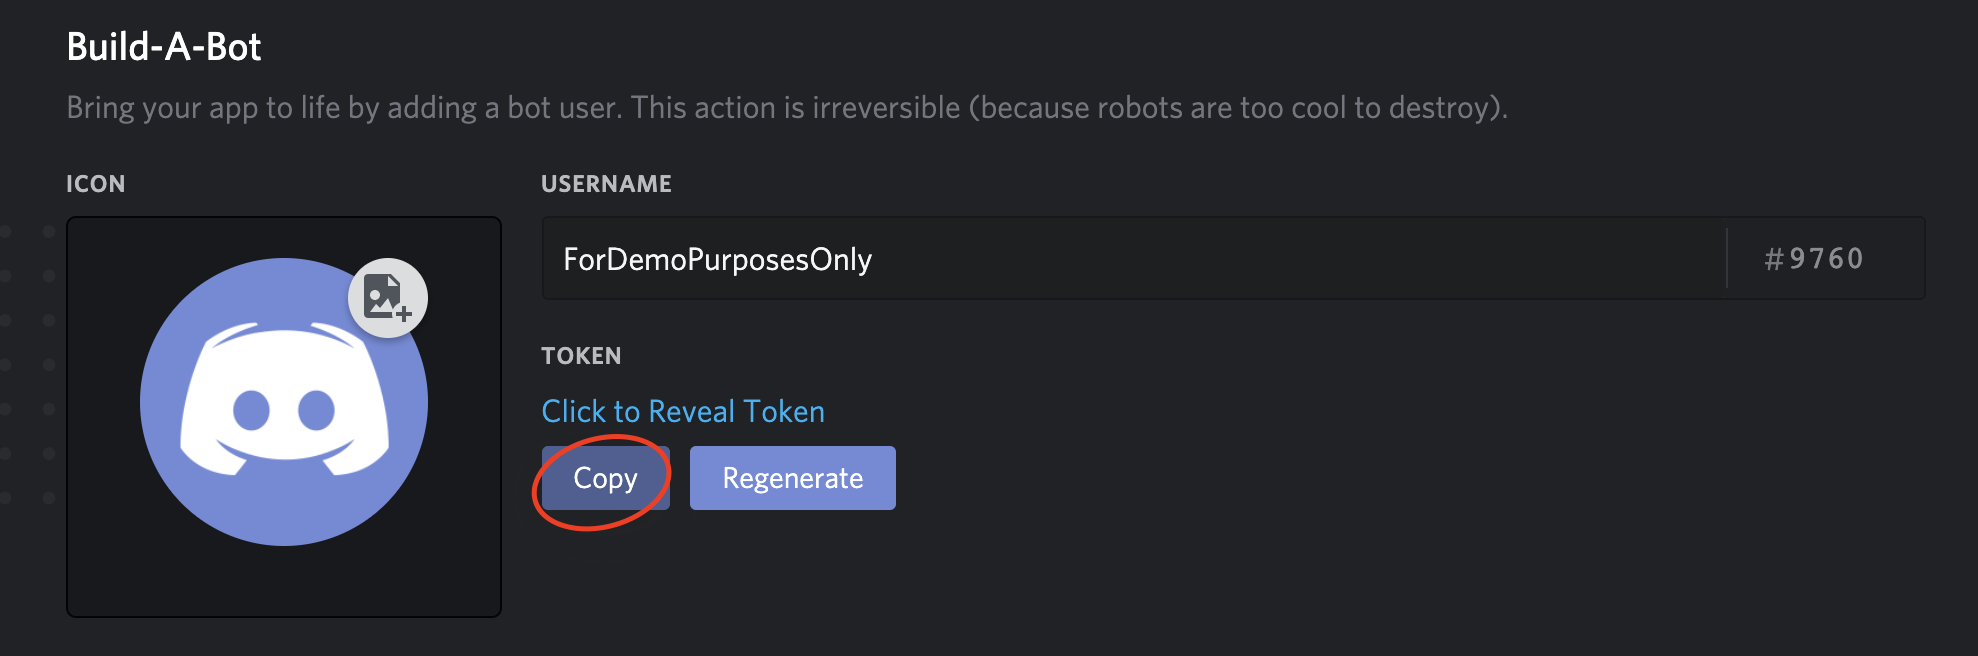 Build-A-Bot
Bring your app to life by adding a bot user. This action is irreversible (because robots are too cool to destroy).
ICON
USERNAME
ForDemoPurposesOnly
#9760
TOKEN
Click to Reveal Token
Copy
Regenerate